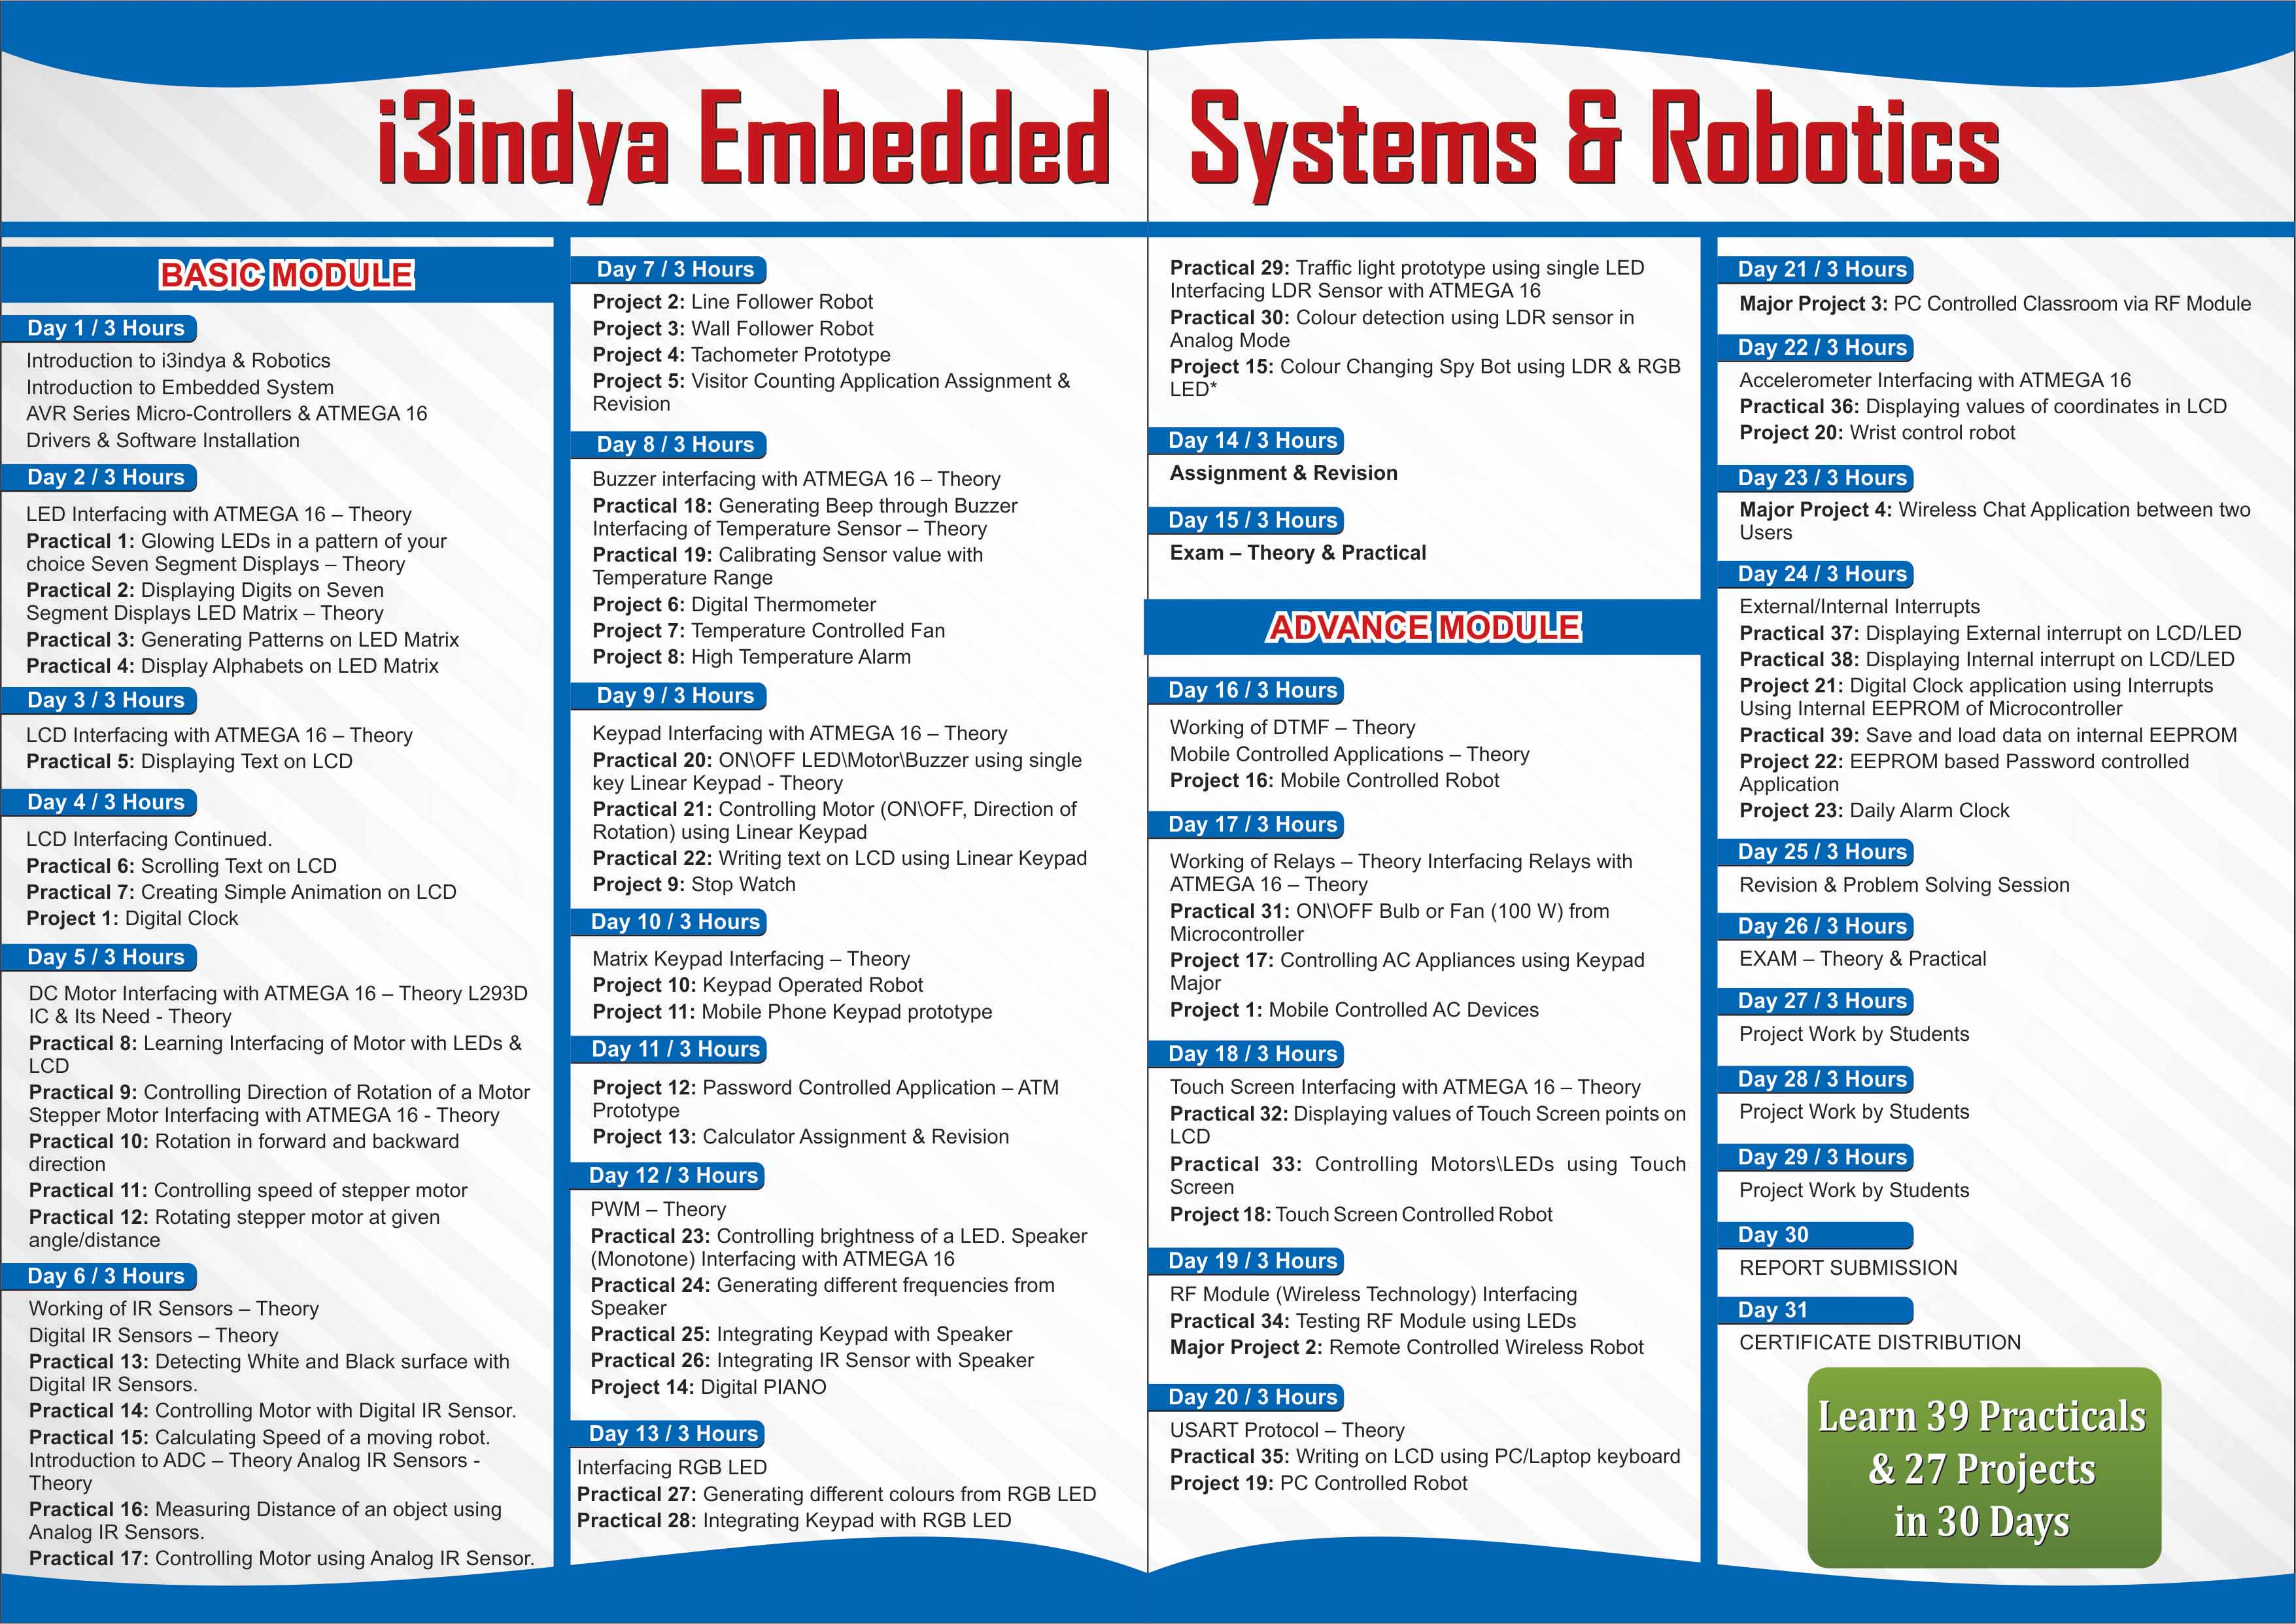 i3indya Embedded Systems & Robotics
BASIC MODULE
Day 1 / 3 Hours
Introduction to i3indya & Robotics
Introduction to Embedded System
AVR Series Micro-Controllers & ATMEGA 16
Drivers & Software Installation
Day 2 / 3 Hours
LED Interfacing with ATMEGA 16 – Theory
Practical 1: Glowing LEDs in a pattern of your
choice Seven Segment Displays – Theory
Practical 2: Displaying Digits on Seven
Segment Displays LED Matrix – Theory
Practical 3: Generating Patterns on LED Matrix
Practical 4: Display Alphabets on LED Matrix
Day 3 / 3 Hours
LCD Interfacing with ATMEGA 16 – Theory
Practical 5: Displaying Text on LCD
Day 4 / 3 Hours
LCD Interfacing Continued.
Practical 6: Scrolling Text on LCD
Practical 7: Creating Simple Animation on LCD
Project 1: Digital Clock
Day 5 / 3 Hours
DC Motor Interfacing with ATMEGA 16 – Theory L293D
IC & Its Need - Theory
Practical 8: Learning Interfacing of Motor with LEDs &
LCD
Practical 9: Controlling Direction of Rotation of a Motor
Stepper Motor Interfacing with ATMEGA 16 - Theory
Practical 10: Rotation in forward and backward
direction
Practical 11: Controlling speed of stepper motor
Practical 12: Rotating stepper motor at given
angle/distance
Day 6 / 3 Hours
Working of IR Sensors – Theory
Digital IR Sensors – Theory
Practical 13: Detecting White and Black surface with
Digital IR Sensors.
Practical 14: Controlling Motor with Digital IR Sensor.
Practical 15: Calculating Speed of a moving robot.
Introduction to ADC – Theory Analog IR Sensors -
Theory
Practical 16: Measuring Distance of an object using
Analog IR Sensors.
Practical 17: Controlling Motor using Analog IR Sensor.
Day 7 / 3 Hours
Project 2: Line Follower Robot
Project 3: Wall Follower Robot
Project 4: Tachometer Prototype
Project 5: Visitor Counting Application Assignment &
Revision
Day 8 / 3 Hours
Buzzer interfacing with ATMEGA 16 – Theory
Practical 18: Generating Beep through Buzzer
Interfacing of Temperature Sensor – Theory
Practical 19: Calibrating Sensor value with
Temperature Range
Project 6: Digital Thermometer
Project 7: Temperature Controlled Fan
Project 8: High Temperature Alarm
Day 9 / 3 Hours
Keypad Interfacing with ATMEGA 16 – Theory
Practical 20: ON\OFF LED\Motor\Buzzer using single
key Linear Keypad - Theory
Practical 21: Controlling Motor (ON\OFF, Direction of
Rotation) using Linear Keypad
Practical 22: Writing text on LCD using Linear Keypad
Project 9: Stop Watch
Day 10 / 3 Hours
Matrix Keypad Interfacing – Theory
Project 10: Keypad Operated Robot
Project 11: Mobile Phone Keypad prototype
Day 11 / 3 Hours
Project 12: Password Controlled Application – ATM
Prototype
Project 13: Calculator Assignment & Revision
Day 12 / 3 Hours
PWM – Theory
Practical 23: Controlling brightness of a LED. Speaker
(Monotone) Interfacing with ATMEGA 16
Practical 24: Generating different frequencies from
Speaker
Practical 25: Integrating Keypad with Speaker
Practical 26: Integrating IR Sensor with Speaker
Project 14: Digital PIANO
Day 13 / 3 Hours
Interfacing RGB LED
Practical 27: Generating different colours from RGB LED
Practical 28: Integrating Keypad with RGB LED
Practical 29: Traffic light prototype using single LED
Interfacing LDR Sensor with ATMEGA 16
Practical 30: Colour detection using LDR sensor in
Analog Mode
Project 15: Colour Changing Spy Bot using LDR & RGB
LED*
Day 14 / 3 Hours
Assignment & Revision
Day 15 / 3 Hours
Exam – Theory & Practical
ADVANCE MODULE
Day 16 / 3 Hours
Working of DTMF – Theory
Mobile Controlled Applications – Theory
Project 16: Mobile Controlled Robot
Day 17 / 3 Hours
Working of Relays – Theory Interfacing Relays with
ATMEGA 16 – Theory
Practical 31: ON\OFF Bulb or Fan (100 W) from
Microcontroller
Project 17: Controlling AC Appliances using Keypad
Major
Project 1: Mobile Controlled AC Devices
Day 18 / 3 Hours
Touch Screen Interfacing with ATMEGA 16 – Theory
Practical 32: Displaying values of Touch Screen points on
LCD
Practical 33: Controlling Motors\LEDs using Touch
Screen
Project 18: Touch Screen Controlled Robot
Day 19 / 3 Hours
RF Module (Wireless Technology) Interfacing
Practical 34: Testing RF Module using LEDs
Major Project 2: Remote Controlled Wireless Robot
Day 20 / 3 Hours
USART Protocol – Theory
Practical 35: Writing on LCD using PC/Laptop keyboard
Project 19: PC Controlled Robot
Day 21 / 3 Hours
Major Project 3: PC Controlled Classroom via RF Module
Day 22 / 3 Hours
Accelerometer Interfacing with ATMEGA 16
Practical 36: Displaying values of coordinates in LCD
Project 20: Wrist control robot
Day 23 / 3 Hours
Major Project 4: Wireless Chat Application between two
Users
Day 24 / 3 Hours
External/Internal Interrupts
Practical 37: Displaying External interrupt on LCD/LED
Practical 38: Displaying Internal interrupt on LCD/LED
Project 21: Digital Clock application using Interrupts
Using Internal EEPROM of Microcontroller
Practical 39: Save and load data on internal EEPROM
Project 22: EEPROM based Password controlled
Application
Project 23: Daily Alarm Clock
Day 25 / 3 Hours
Revision & Problem Solving Session
Day 26 / 3 Hours
EXAM – Theory & Practical
Day 27 / 3 Hours
Project Work by Students
Day 28 / 3 Hours
Project Work by Students
Day 29 / 3 Hours
Project Work by Students
Day 30
REPORT SUBMISSION
Day 31
CERTIFICATE DISTRIBUTION
Learn 39 Practicals
& 27 Projects
in 30 Days